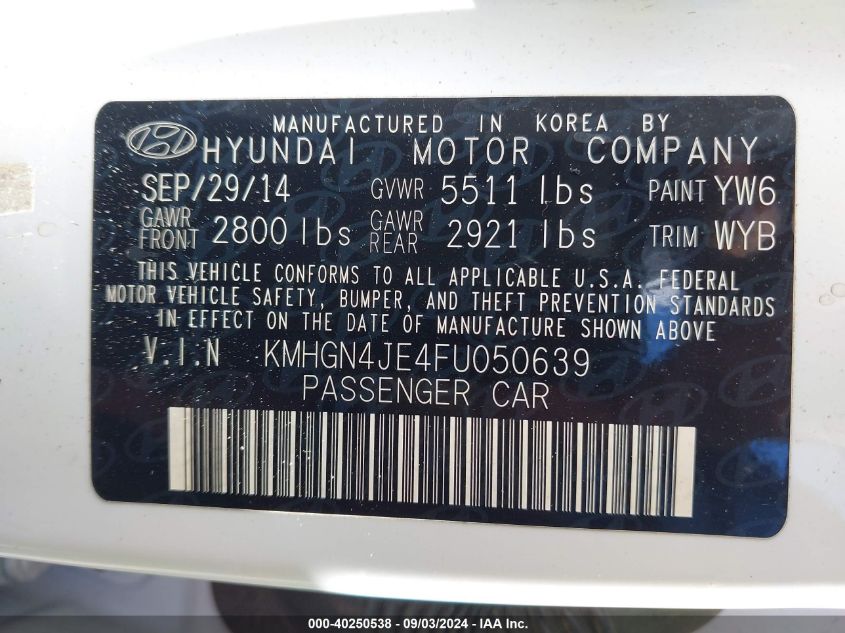 MANUFACTURED IN KOREA BY
HYUNDAI MOTOR COMPANY
SEP/29/14 GVWR 5511 lbs PAINT YW6
GAWR FRONT 2800 lbs GAWR REAR 2921 lbs TRIM WYB
THIS VEHICLE CONFORMS TO ALL APPLICABLE U.S.A. FEDERAL
MOTOR VEHICLE SAFETY, BUMPER, AND THEFT PREVENTION STANDARDS
IN EFFECT ON THE DATE OF MANUFACTURE SHOWN ABOVE
V.I.N KMHGN4JE4FU050639
PASSENGER CAR
000-40250538 - 09/03/2024 - IAA Inc.